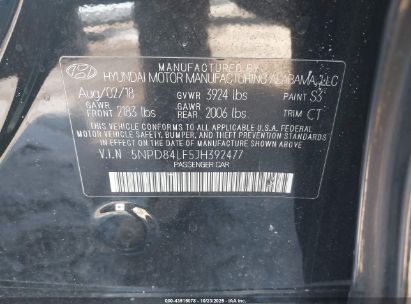 MANUFACTURED BY
HYUNDAI MOTOR MANUFACTURING ALABAMA, LLC
Aug/02/18 GVWR 3924 lbs PAINT S3
GAWR FRONT 2183 lbs GAWR REAR 2006 lbs. TRIM CT
THIS VEHICLE CONFORMS TO ALL APPLICABLE FEDERAL
MOTOR VEHICLE SAFETY, BUMPER, AND THEFT PREVENTION STANDARDS
IN EFFECT ON THE DATE OF MANUFACTURE SHOWN ABOVE
V.I.N 5NPD84LF5JH392477
PASSENGER CAR